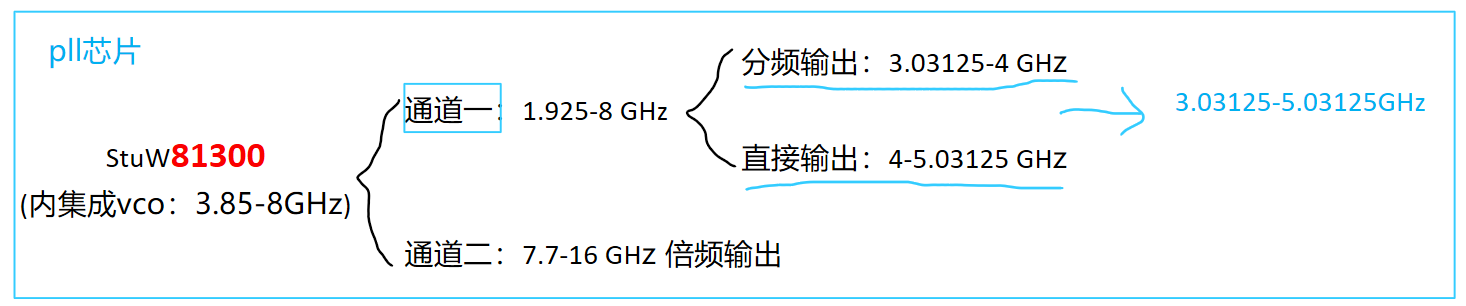 pll芯片
分频输出：3.03125-4 GHz
3.03125-5.03125GHz
通道一：1.925-8 GHz
StuW81300
直接输出：4-5.03125 GHz
(内集成vco：3.85-8GHz)
通道二：7.7-16 GHz 倍频输出